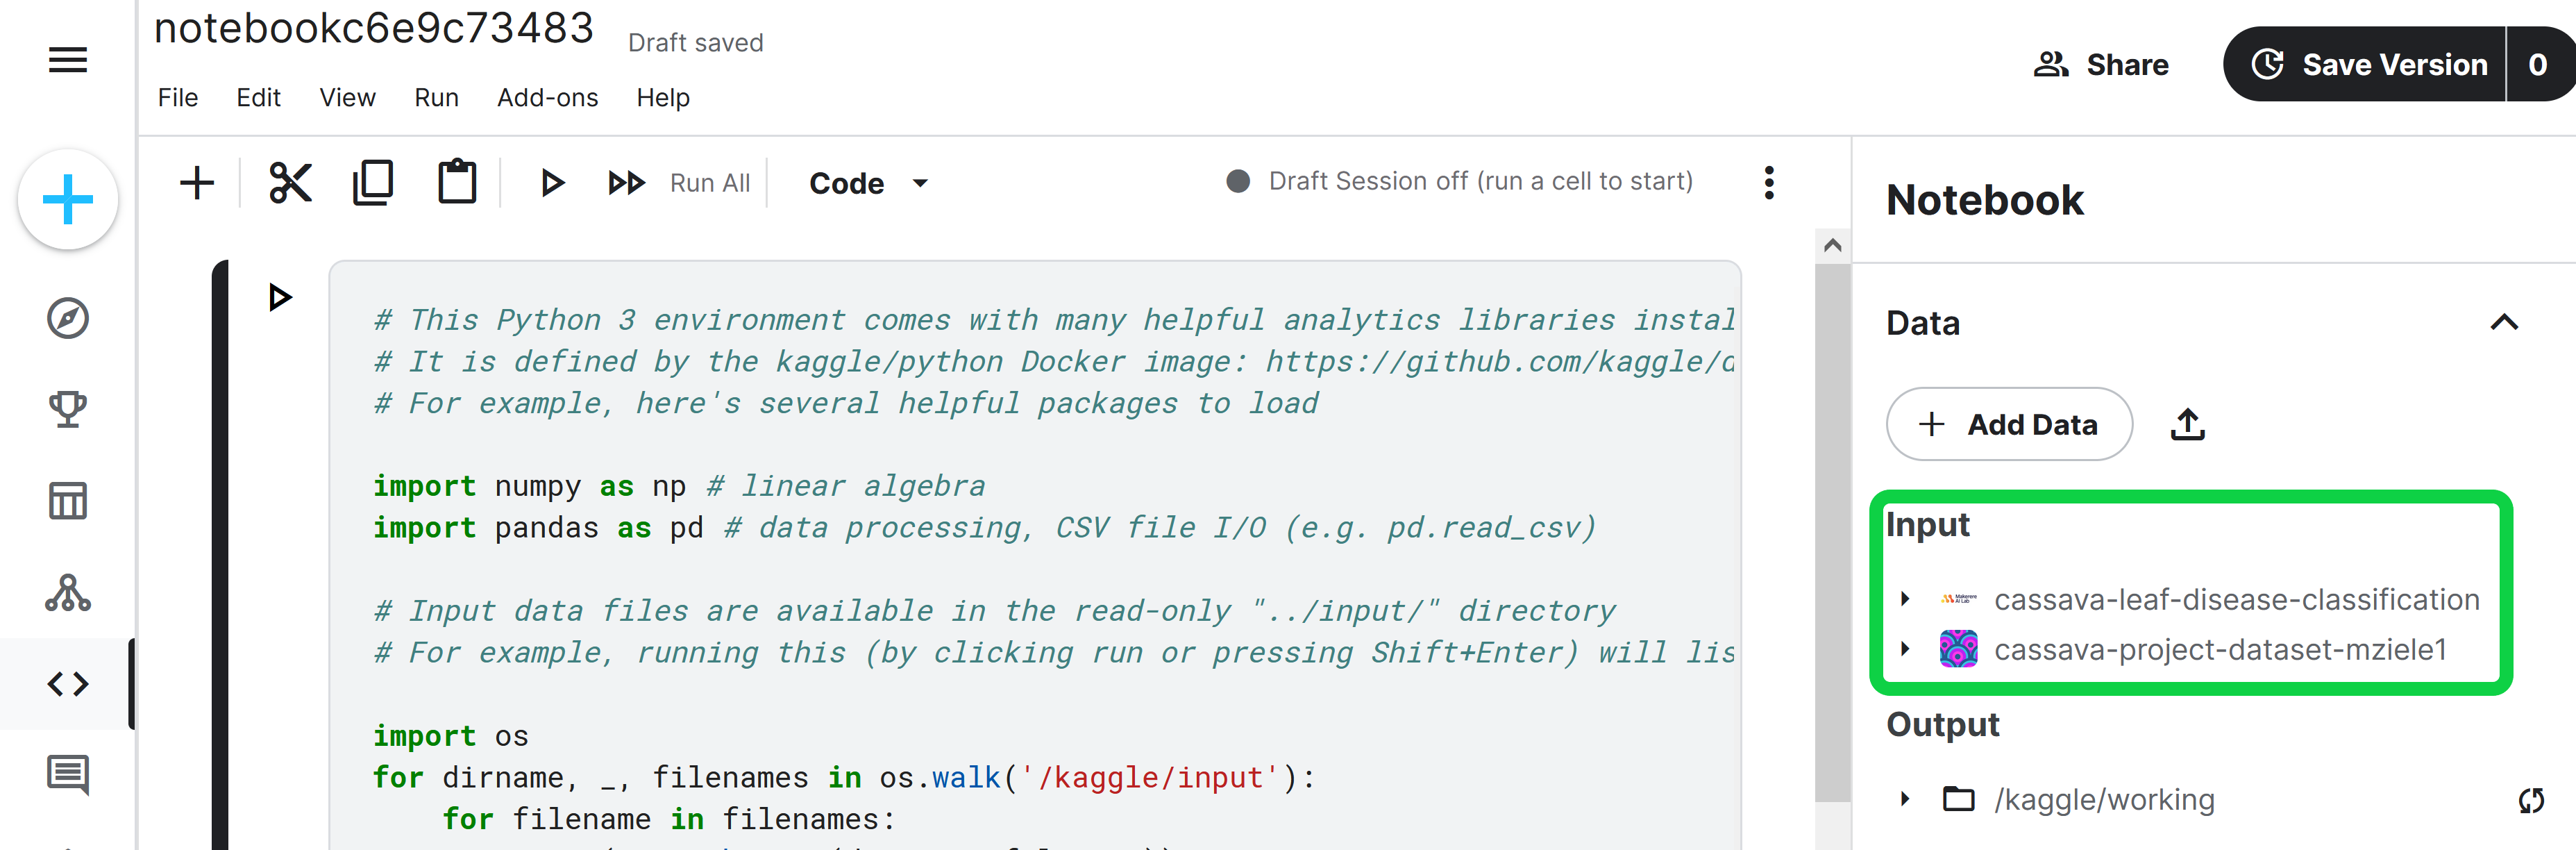 notebookc6e9c73483 Draft saved
File Edit View Run Add-ons Help
Share
Save Version 0
Run All Code Draft Session off (run a cell to start)
# This Python 3 environment comes with many helpful analytics libraries instal
# It is defined by the kaggle/python Docker image: https://github.com/kaggle/d
# For example, here's several helpful packages to load
import numpy as np # linear algebra
import pandas as pd # data processing, CSV file I/O (e.g. pd.read_csv)
# Input data files are available in the read-only "../input/" directory
# For example, running this (by clicking run or pressing Shift+Enter) will lis
import os
for dirname, _, filenames in os.walk('/kaggle/input'):
for filename in filenames:
Notebook
Data
Add Data
Input
Makerere
AI Lab
cassava-leaf-disease-classification
cassava-project-dataset-mziele1
Output
/kaggle/working